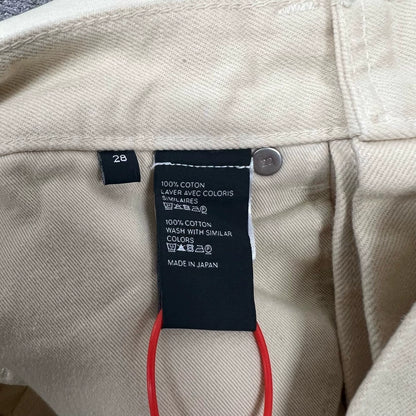 28
100% COTON
LAVER AVEC COLORIS
SIMILAIRES
100% COTTON
WASH WITH SIMILAR
COLORS
MADE IN JAPAN